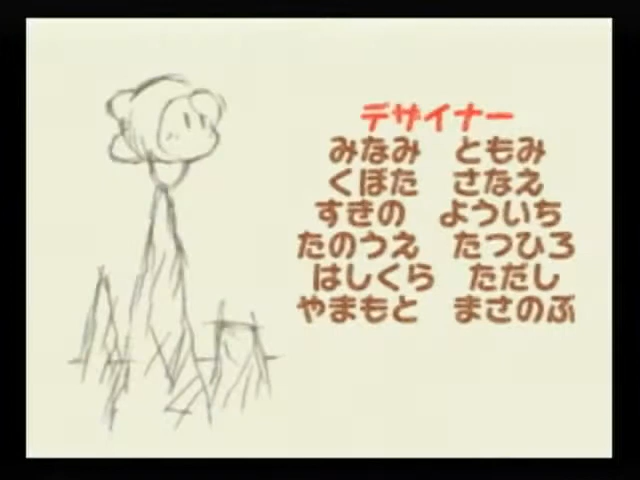 デザイナー
みなみ　ともみ
くぼた　さなえ
すきの　よういち
たのうえ　たつひろ
はしくら　ただし
やまもと　まさのぶ